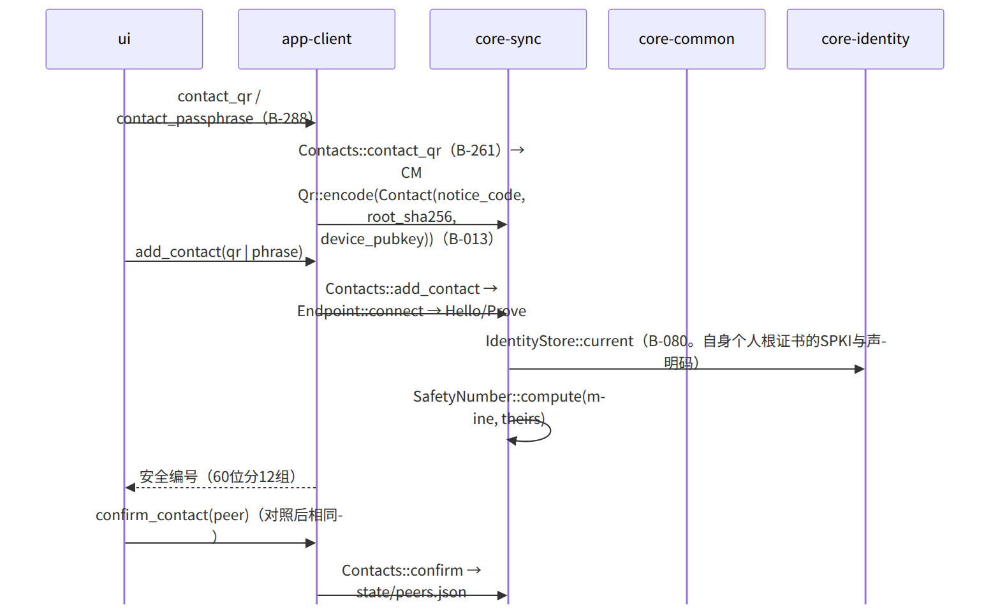 ui
app-client
core-sync
core-common
core-identity
contact_qr /
contact_passphrase（B-288）
Contacts::contact_qr（B-261）→
CM
Qr::encode(Contact(notice_code,
root_sha256,
device_pubkey))（B-013）
add_contact(qr | phrase)
Contacts::add_contact →
Endpoint::connect → Hello/Prove
IdentityStore::current（B-080。自身个人根证书的SPKI与声-
明码）
SafetyNumber::compute(m-
ine, theirs)
安全编号（60位分12组）
confirm_contact(peer)（对照后相同-
）
Contacts::confirm →
state/peers.json